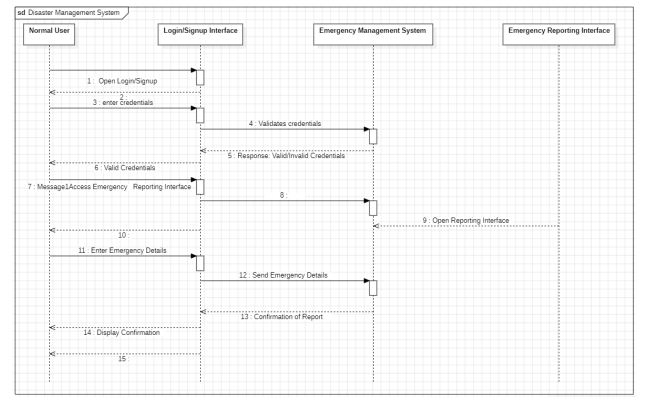 sd Disaster Management System
Normal User
Login/Signup Interface
Emergency Management System
Emergency Reporting Interface
1 : Open Login/Signup
2 :
3 : enter credentials
4 : Validates credentials
5 : Response: Valid/Invalid Credentials
6 : Valid Credentials
7 : Message1Access Emergency Reporting Interface
8 :
9 : Open Reporting Interface
10 :
11 : Enter Emergency Details
12 : Send Emergency Details
13 : Confirmation of Report
14 : Display Confirmation
15 :